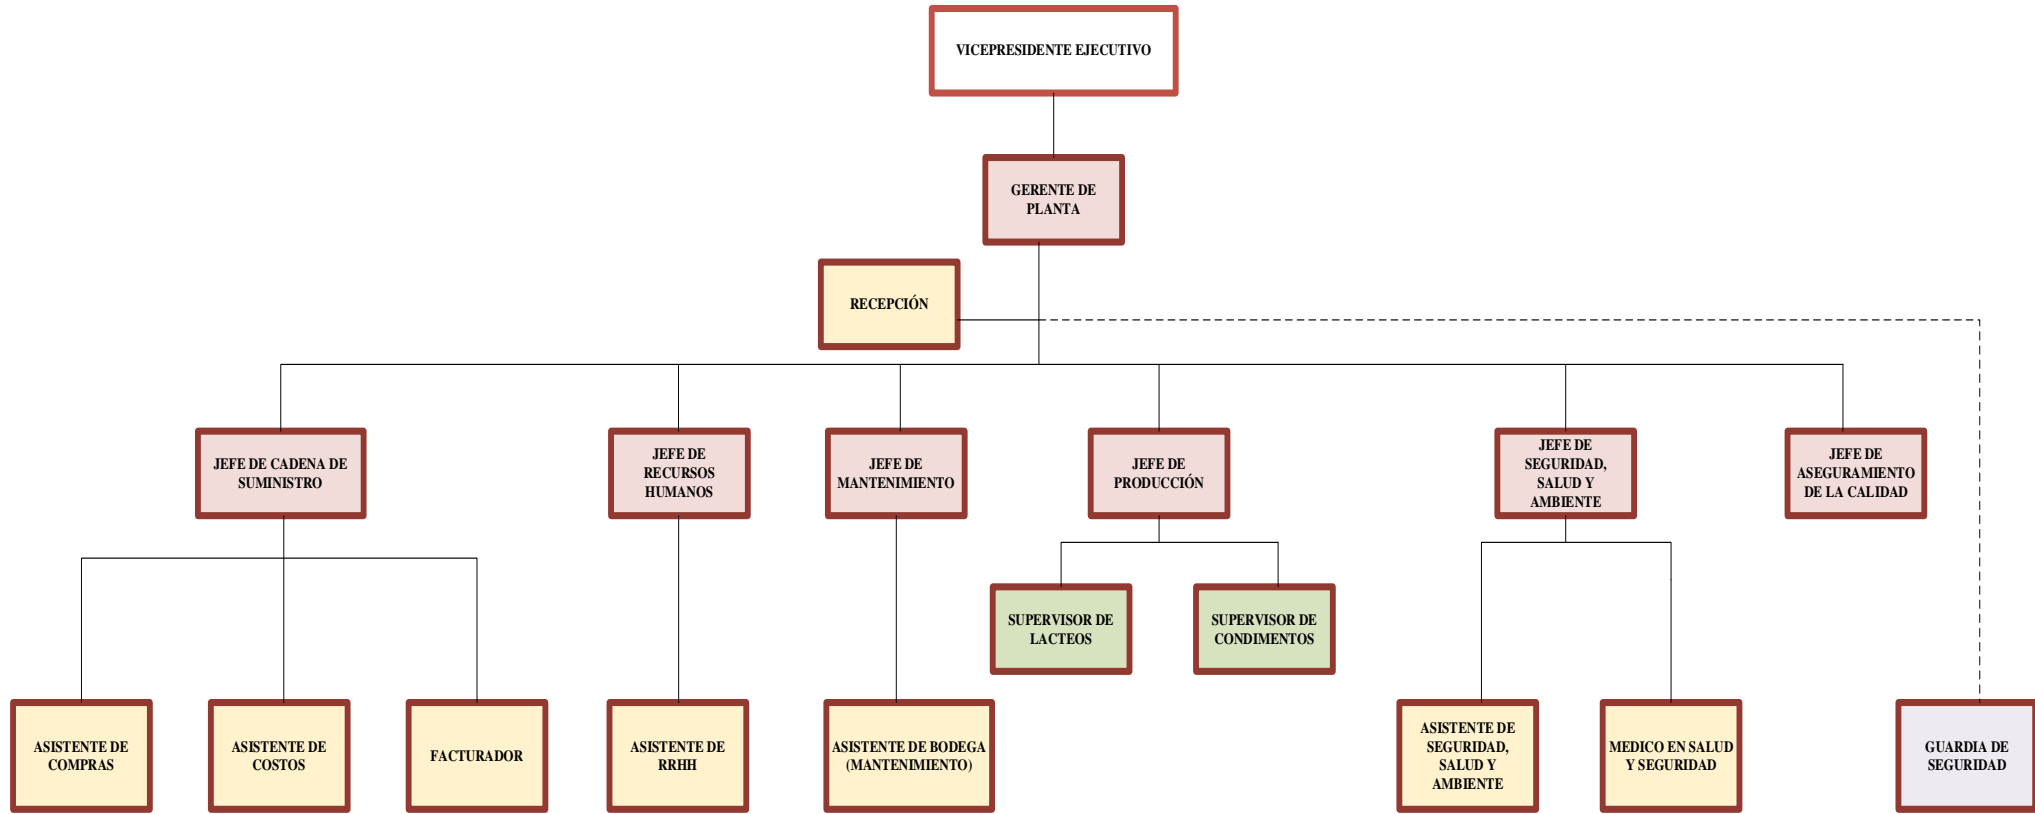 VICEPRESIDENTE EJECUTIVO
GERENTE DE
PLANTA
RECEPCIÓN
JEFE DE CADENA DE
SUMINISTRO
JEFE DE
RECURSOS
HUMANOS
JEFE DE
MANTENIMIENTO
JEFE DE
PRODUCCIÓN
JEFE DE
SEGURIDAD,
SALUD Y
AMBIENTE
JEFE DE
ASEGURAMIENTO
DE LA CALIDAD
SUPERVISOR DE
LACTEOS
SUPERVISOR DE
CONDIMENTOS
ASISTENTE DE
COMPRAS
ASISTENTE DE
COSTOS
FACTURADOR
ASISTENTE DE
RRHH
ASISTENTE DE BODEGA
(MANTENIMIENTO)
ASISTENTE DE
SEGURIDAD,
SALUD Y
AMBIENTE
MEDICO EN SALUD
Y SEGURIDAD
GUARDIA DE
SEGURIDAD